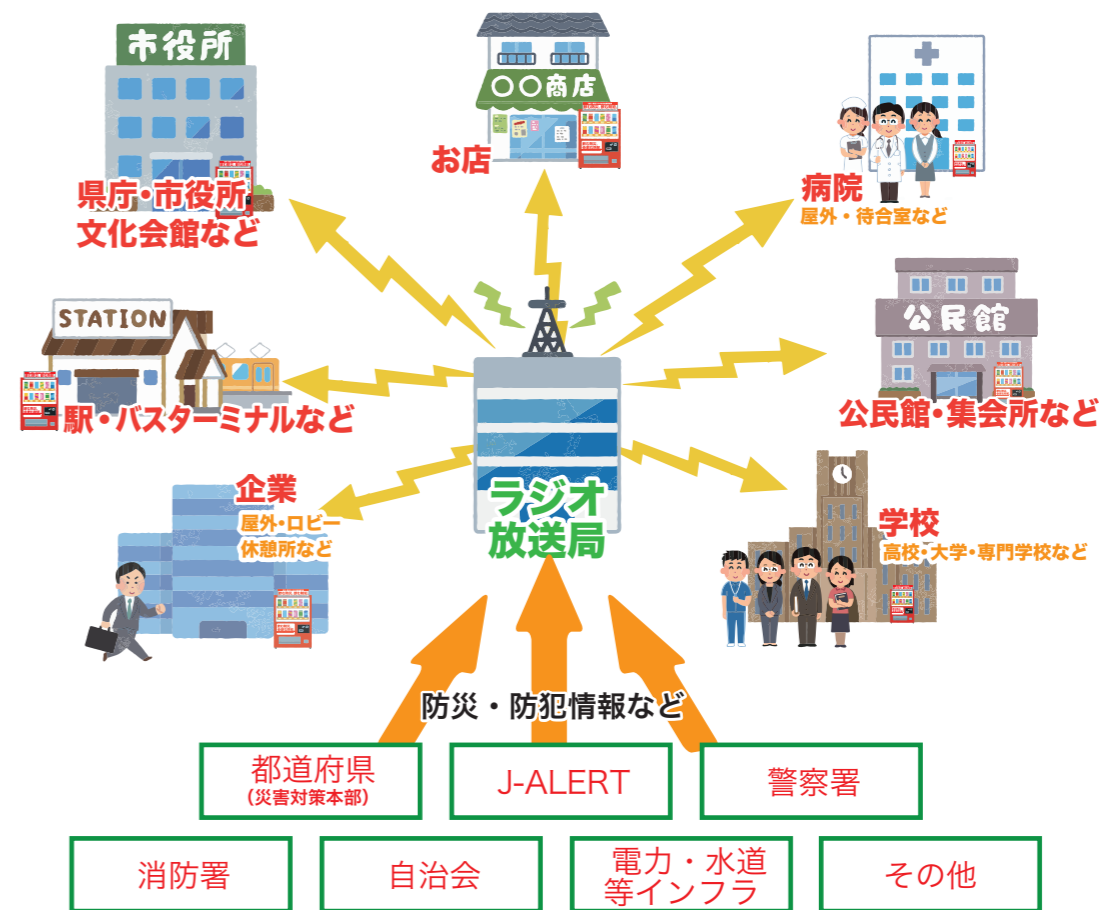 市役所
県庁・市役所
文化会館など
〇〇商店
お店
病院
屋外・待合室など
STATION
駅・バスターミナルなど
公民館
公民館・集会所など
企業
屋外・ロビー
休憩所など
ラジオ
放送局
学校
高校・大学・専門学校など
防災・防犯情報など
都道府県
（災害対策本部）
J-ALERT
警察署
消防署
自治会
電力・水道
等インフラ
その他